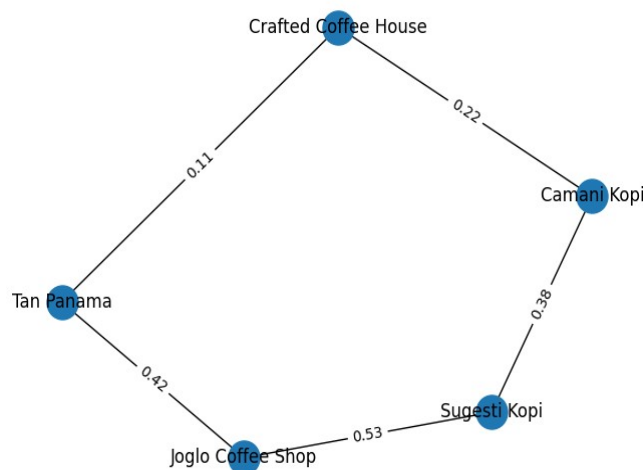 Crafted Coffee House
0.22
0.11
Camani Kopi
Tan Panama
0.38
0.42
Sugesti Kopi
0.53
Joglo Coffee Shop